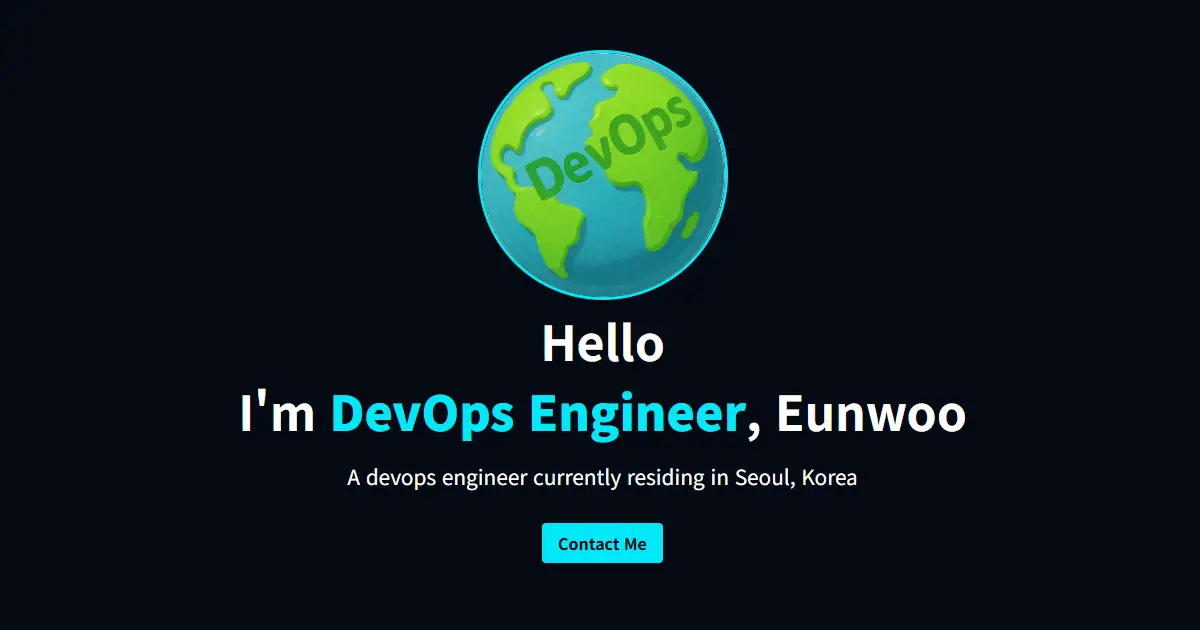 DevOps
Hello
I'm DevOps Engineer, Eunwoo
A devops engineer currently residing in Seoul, Korea
Contact Me